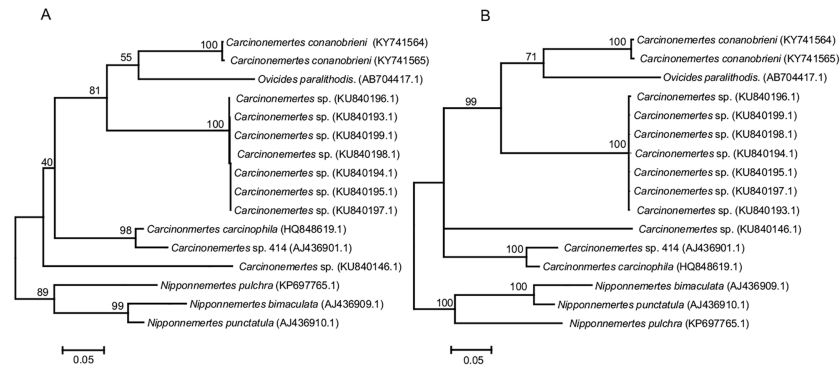 A
100
Carcinonemertes conanobrieni (KY741564)
55
Carcinonemertes conanobrieni (KY741565)
Ovicides paralithodis. (AB704417.1)
81
Carcinonemertes sp. (KU840196.1)
Carcinonemertes sp. (KU840193.1)
100
Carcinonemertes sp. (KU840199.1)
Carcinonemertes sp. (KU840198.1)
40
Carcinonemertes sp. (KU840194.1)
Carcinonemertes sp. (KU840195.1)
Carcinonemertes sp. (KU840197.1)
98
Carcinonmertes carcinophila (HQ848619.1)
Carcinonemertes sp. 414 (AJ436901.1)
Carcinonemertes sp. (KU840146.1)
89
Nipponnemertes pulchra (KP697765.1)
99
Nipponnemertes bimaculata (AJ436909.1)
Nipponnemertes punctatula (AJ436910.1)
0.05
B
100
Carcinonemertes conanobrieni (KY741564)
71
Carcinonemertes conanobrieni (KY741565)
Ovicides paralithodis. (AB704417.1)
99
Carcinonemertes sp. (KU840196.1)
Carcinonemertes sp. (KU840199.1)
Carcinonemertes sp. (KU840198.1)
100
Carcinonemertes sp. (KU840194.1)
Carcinonemertes sp. (KU840195.1)
Carcinonemertes sp. (KU840197.1)
Carcinonemertes sp. (KU840193.1)
Carcinonemertes sp. (KU840146.1)
100
Carcinonemertes sp. 414 (AJ436901.1)
Carcinonmertes carcinophila (HQ848619.1)
100
Nipponnemertes bimaculata (AJ436909.1)
100
Nipponnemertes punctatula (AJ436910.1)
Nipponnemertes pulchra (KP697765.1)
0.05